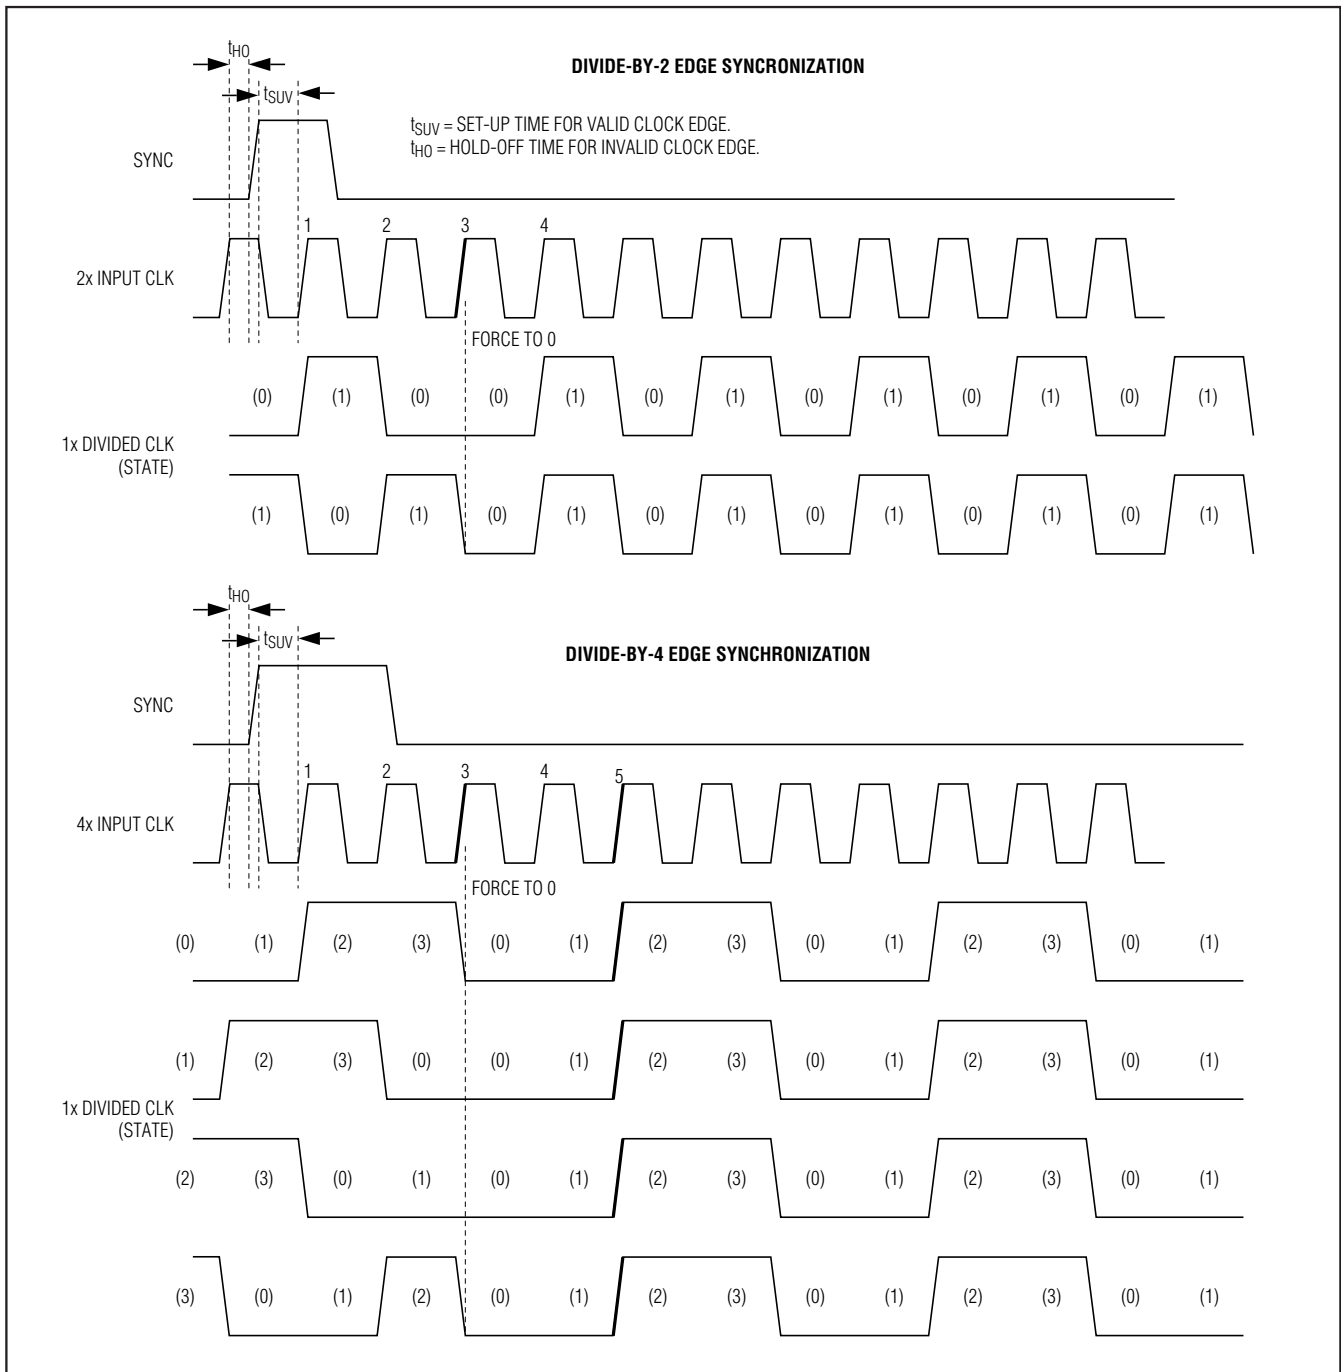 tHO
DIVIDE-BY-2 EDGE SYNCRONIZATION
tSUV
tSUV = SET-UP TIME FOR VALID CLOCK EDGE.
tHO = HOLD-OFF TIME FOR INVALID CLOCK EDGE.
SYNC
1 2 3 4
2x INPUT CLK
FORCE TO 0
(0) (1) (0) (0) (1) (0) (1) (0) (1) (0) (1) (0) (1)
1x DIVIDED CLK
(STATE)
(1) (0) (1) (0) (1) (0) (1) (0) (1) (0) (1) (0) (1)
tHO
tSUV
DIVIDE-BY-4 EDGE SYNCHRONIZATION
SYNC
1 2 3 4 5
4x INPUT CLK
FORCE TO 0
(0) (1) (2) (3) (0) (1) (2) (3) (0) (1) (2) (3) (0) (1)
(1) (2) (3) (0) (0) (1) (2) (3) (0) (1) (2) (3) (0) (1)
1x DIVIDED CLK
(STATE)
(2) (3) (0) (1) (0) (1) (2) (3) (0) (1) (2) (3) (0) (1)
(3) (0) (1) (2) (0) (1) (2) (3) (0) (1) (2) (3) (0) (1)